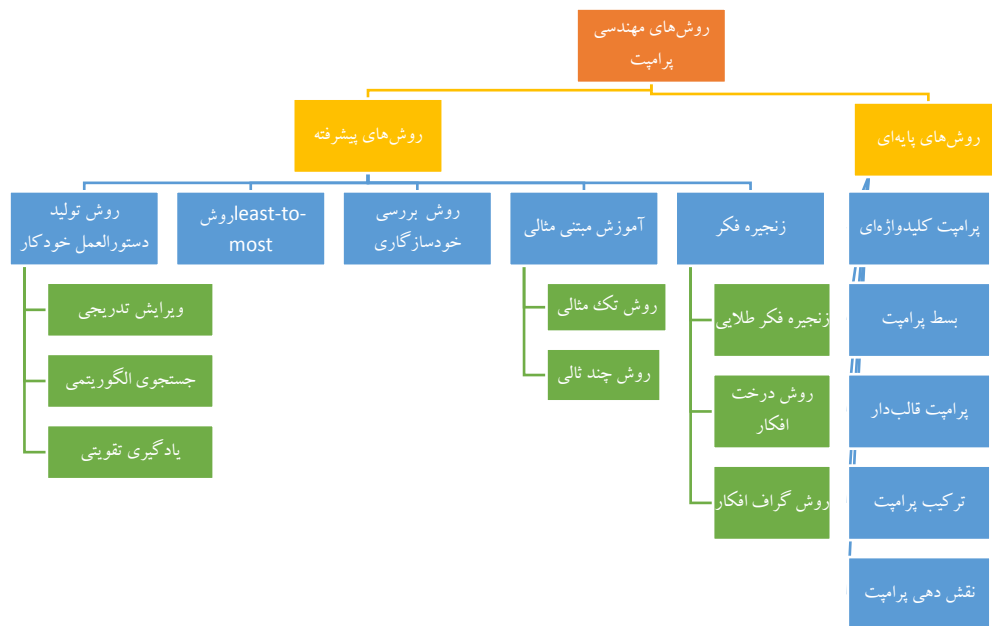 روش‌های مهندسی
پرامپت
روش‌های پایه‌ای
روش‌های پیشرفته
پرامپت کلیدواژه‌ای
بسط پرامپت
پرامپت قالب‌دار
ترکیب پرامپت
نقش دهی پرامپت
زنجیره فکر
زنجیره فکر طلایی
روش درخت
افکار
روش گراف افکار
آموزش مبتنی مثالی
روش تک مثالی
روش چند ثالی
روش بررسی
خودسازگاری
روشleast-to-
most
روش تولید
دستورالعمل خودکار
ویرایش تدریجی
جستجوی الگوریتمی
یادگیری تقویتی